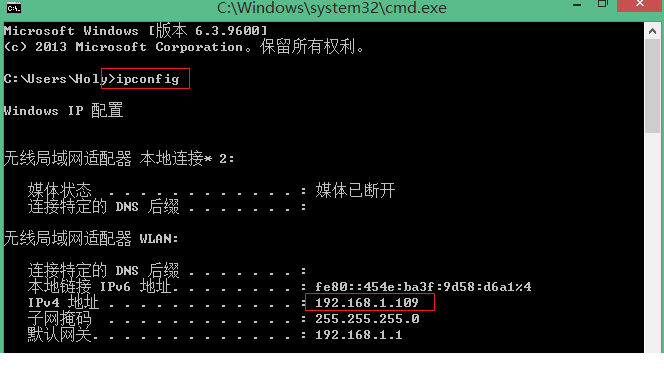 C:\Windows\system32\cmd.exe
Microsoft Windows [版本 6.3.9600]
(c) 2013 Microsoft Corporation。保留所有权利。
C:\Users\Holy>ipconfig
Windows IP 配置
无线局域网适配器 本地连接* 2:
媒体状态 . . . . . . . . . . . . : 媒体已断开
连接特定的 DNS 后缀 . . . . . . . :
无线局域网适配器 WLAN:
连接特定的 DNS 后缀 . . . . . . . :
本地链接 IPv6 地址. . . . . . . . : fe80::454e:ba3f:9d58:d6a1%4
IPv4 地址 . . . . . . . . . . . . : 192.168.1.109
子网掩码 . . . . . . . . . . . . : 255.255.255.0
默认网关. . . . . . . . . . . . . : 192.168.1.1